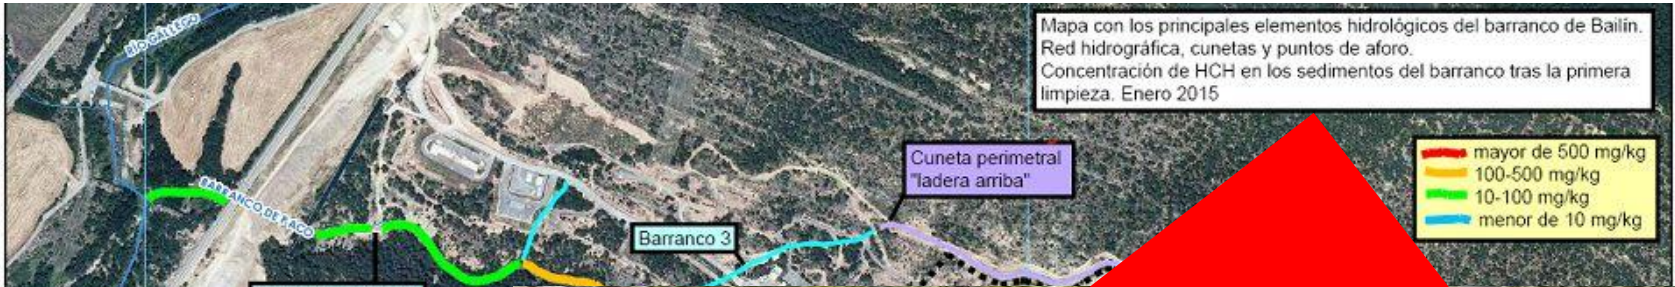 Mapa con los principales elementos hidrológicos del barranco de Bailín.
Red hidrográfica, cunetas y puntos de aforo.
Concentración de HCH en los sedimentos del barranco tras la primera
limpieza. Enero 2015
RÍO GÁLLEGO
Cuneta perimetral
"ladera arriba"
mayor de 500 mg/kg
100-500 mg/kg
10-100 mg/kg
menor de 10 mg/kg
BARRANCO DE PACO
Barranco 3